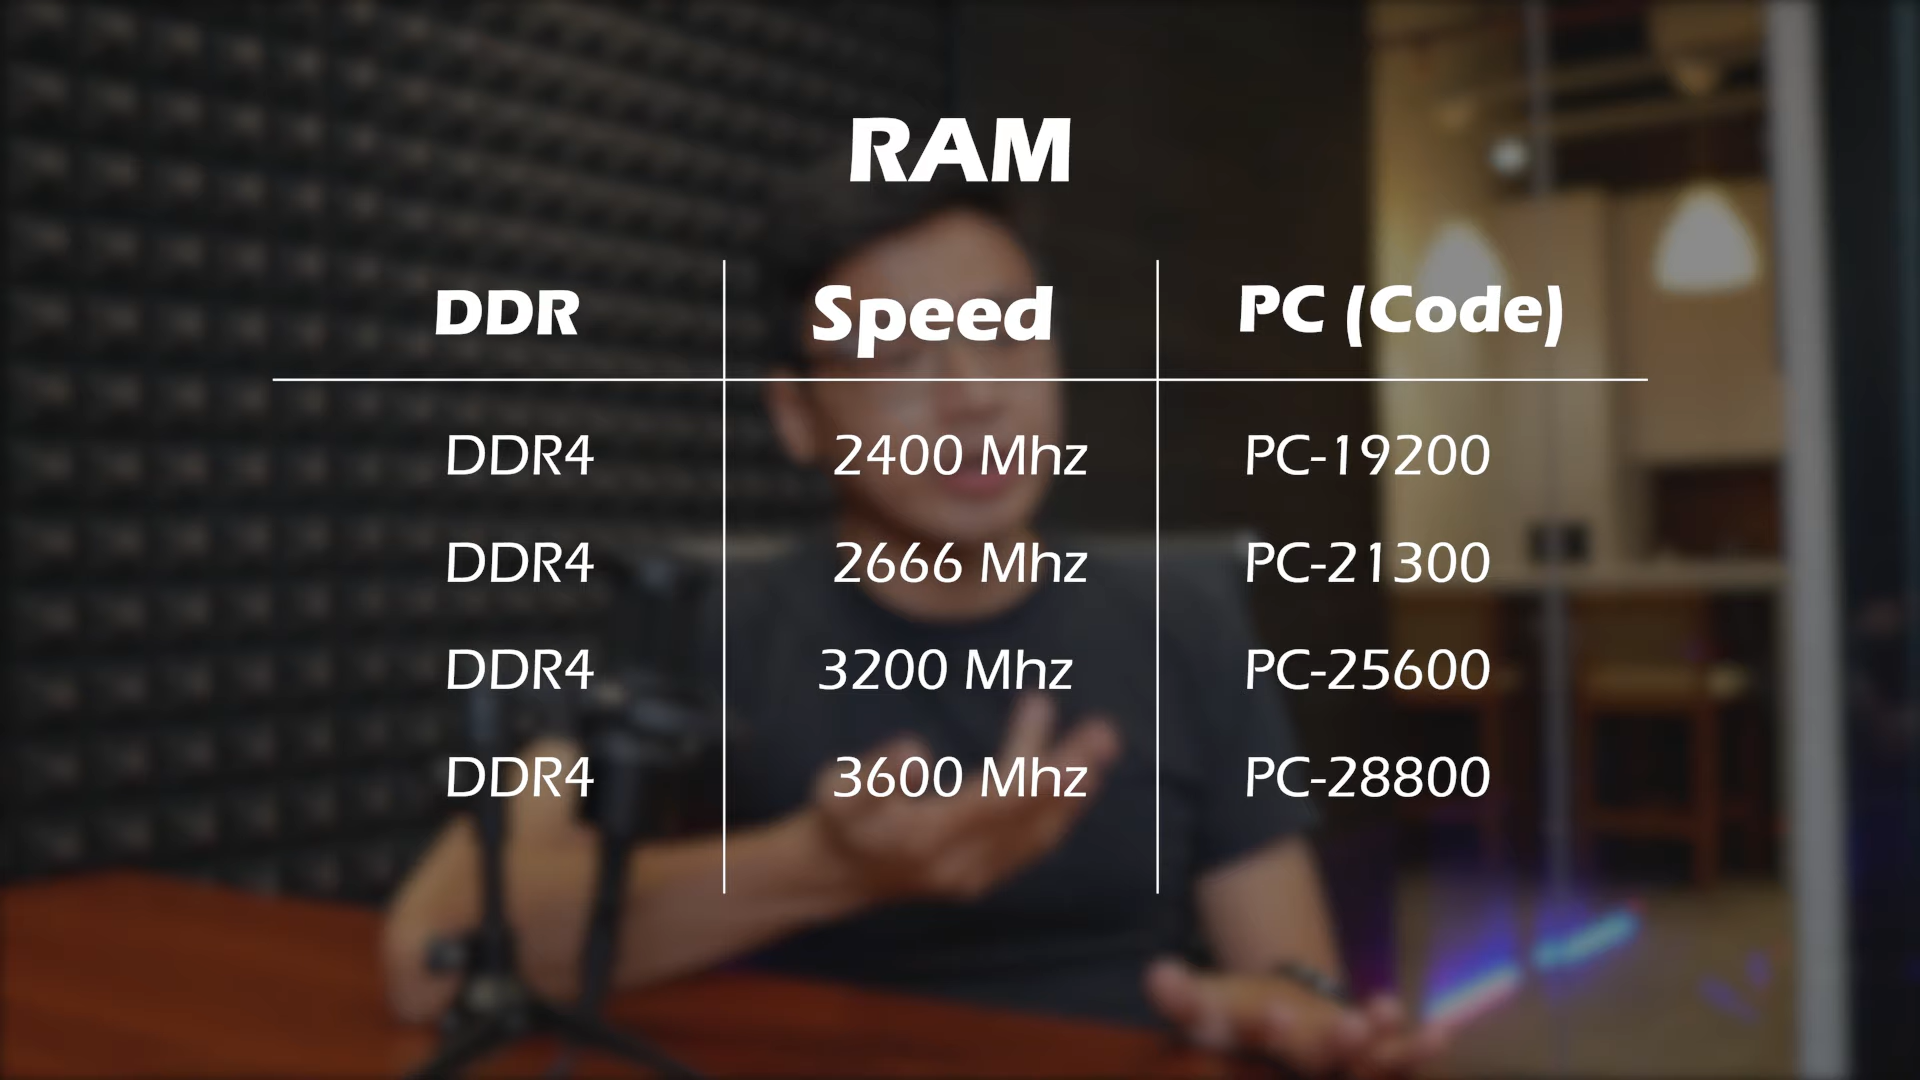 RAM
DDR Speed PC (Code)
DDR4 2400 Mhz PC-19200
DDR4 2666 Mhz PC-21300
DDR4 3200 Mhz PC-25600
DDR4 3600 Mhz PC-28800